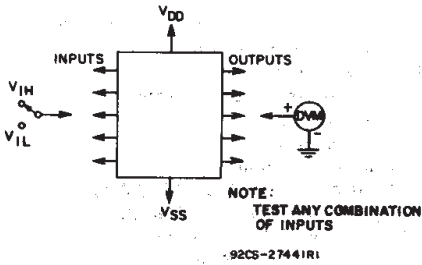 VDD
INPUTS
OUTPUTS
VIH
VIL
+
DVM
-
VSS
NOTE:
TEST ANY COMBINATION
OF INPUTS
92CS-27441R1